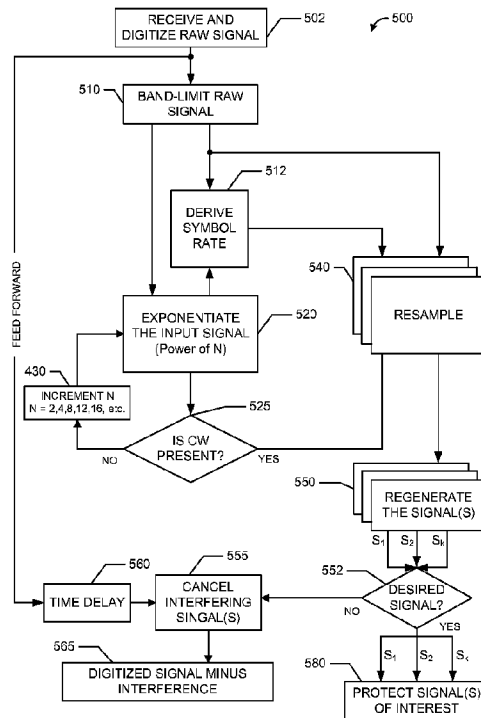 RECEIVE AND
DIGITIZE RAW SIGNAL
502
500
510
BAND-LIMIT RAW
SIGNAL
512
DERIVE
SYMBOL
RATE
540
RESAMPLE
FEED FORWARD
EXPONENTIATE
THE INPUT SIGNAL
(Power of N)
520
430
INCREMENT N
N = 2,4,8,12,16, etc.
525
IS CW
PRESENT?
NO
YES
550
REGENERATE
THE SIGNAL(S)
S1
S2
Sk
552
DESIRED
SIGNAL?
NO
YES
560
TIME DELAY
555
CANCEL
INTERFERING
SINGAL(S)
565
DIGITIZED SIGNAL MINUS
INTERFERENCE
S1
S2
Sk
580
PROTECT SIGNAL(S)
OF INTEREST